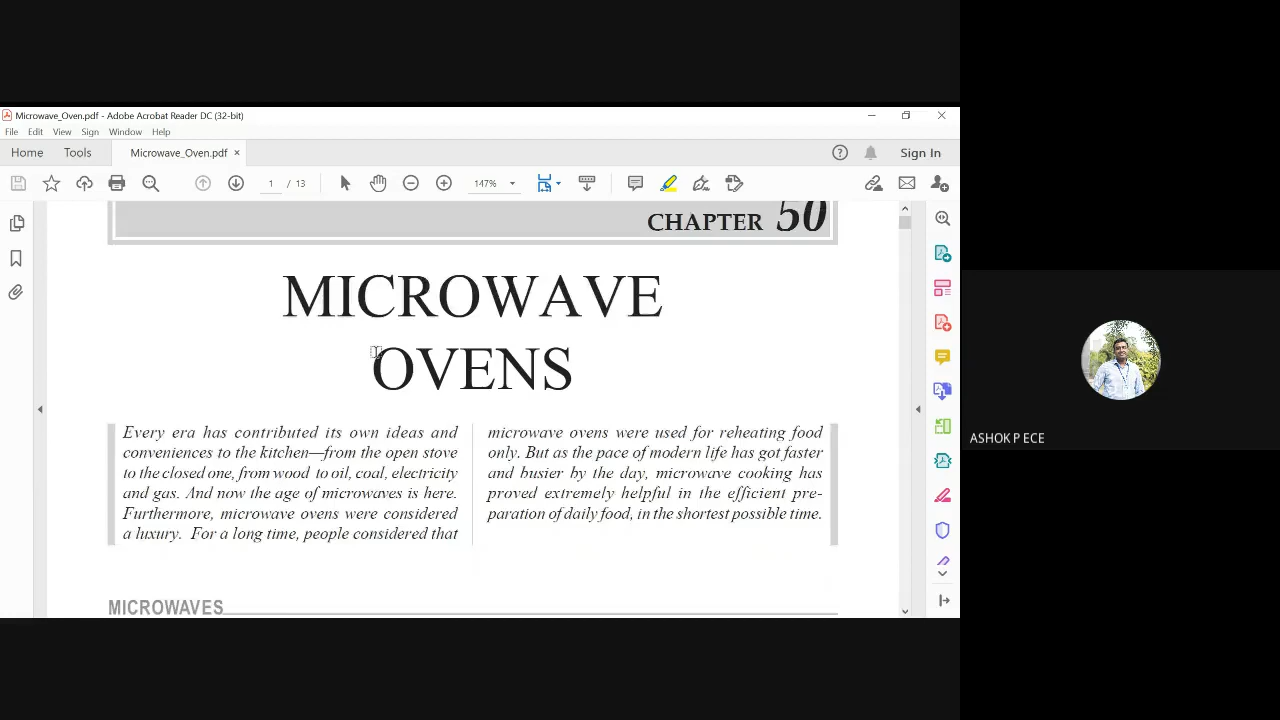 Microwave_Oven.pdf - Adobe Acrobat Reader DC (32-bit)
File Edit View Sign Window Help
Home Tools Microwave_Oven.pdf × Sign In
1 / 13 147%
CHAPTER 50
MICROWAVE
OVENS
Every era has contributed its own ideas and
conveniences to the kitchen—from the open stove
to the closed one, from wood to oil, coal, electricity
and gas. And now the age of microwaves is here.
Furthermore, microwave ovens were considered
a luxury. For a long time, people considered that
microwave ovens were used for reheating food
only. But as the pace of modern life has got faster
and busier by the day, microwave cooking has
proved extremely helpful in the efficient pre-
paration of daily food, in the shortest possible time.
MICROWAVES
ASHOK P ECE